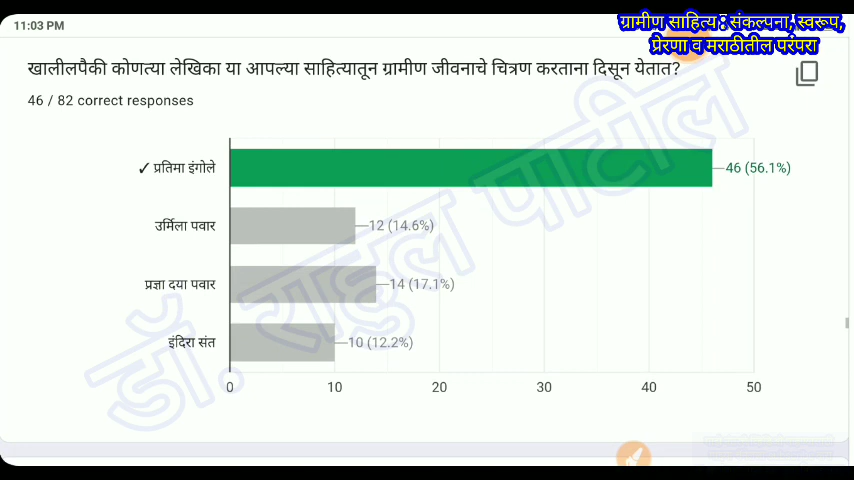 11:03 PM
ग्रामीण साहित्य : संकल्पना, स्वरूप,
प्रेरणा व मराठीतील परंपरा
खालीलपैकी कोणत्या लेखिका या आपल्या साहित्यातून ग्रामीण जीवनाचे चित्रण करताना दिसून येतात?
46 / 82 correct responses
✓ प्रतिमा इंगोले
46 (56.1%)
उर्मिला पवार
12 (14.6%)
प्रज्ञा दया पवार
14 (17.1%)
इंदिरा संत
10 (12.2%)
0 10 20 30 40 50
डॉ. राहुल पाटील